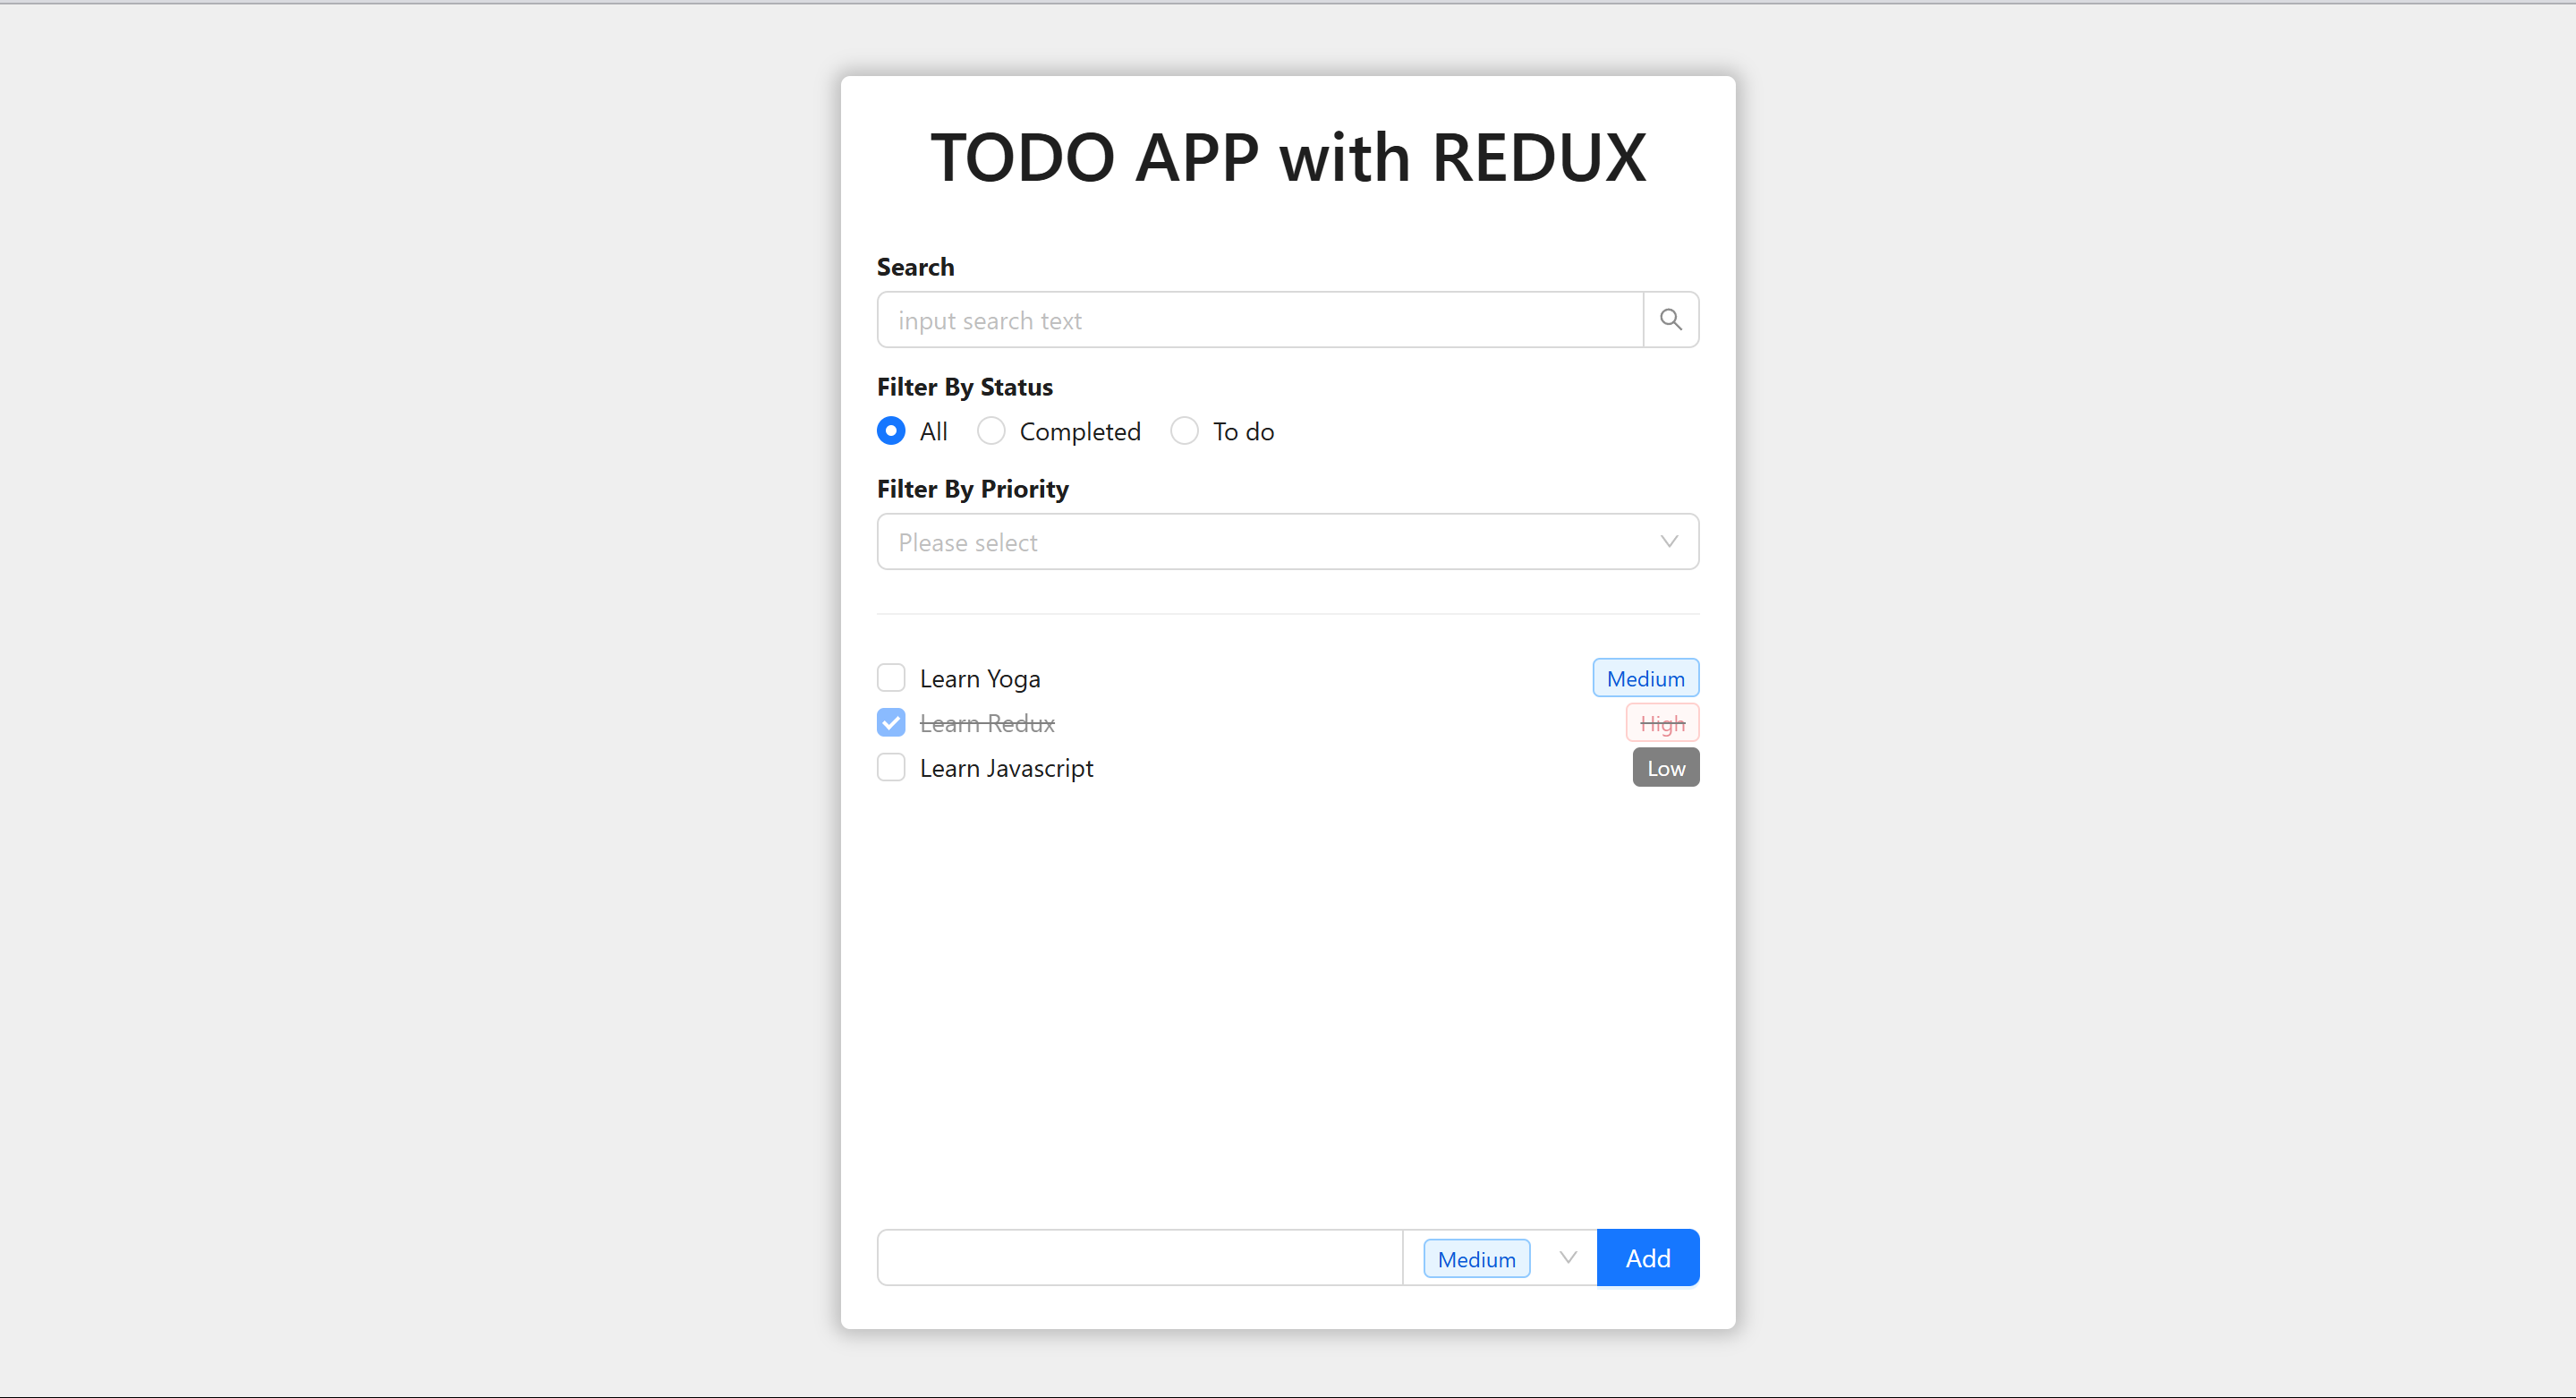 TODO APP with REDUX
Search
input search text
Filter By Status
All Completed To do
Filter By Priority
Please select
Learn Yoga Medium
Learn Redux High
Learn Javascript Low
Medium Add